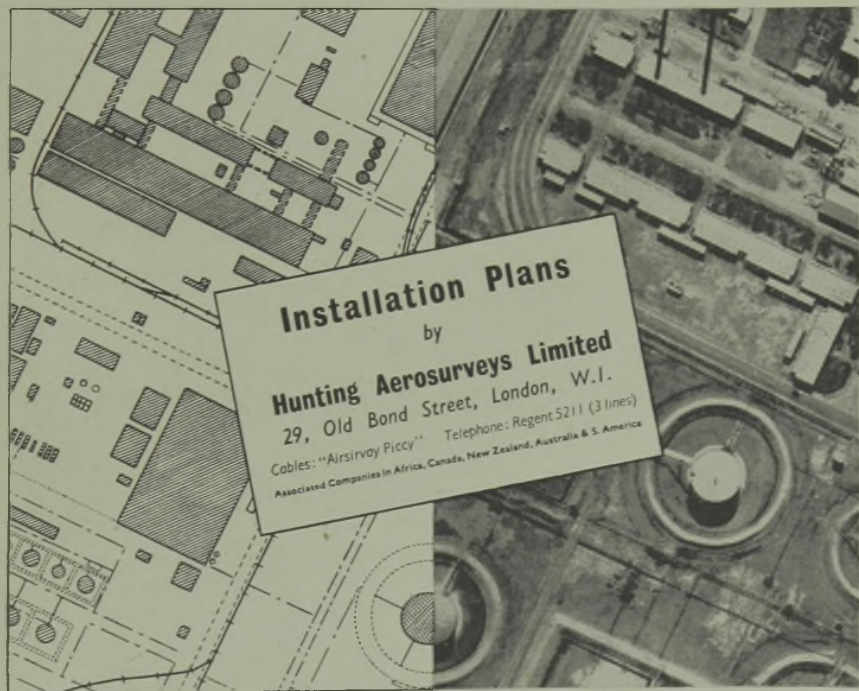 Installation Plans
by
Hunting Aerosurveys Limited
29, Old Bond Street, London, W.1.
Cables: "Airsirvay Piccy" Telephone: Regent 5211 (3 lines)
Associated Companies in Africa, Canada, New Zealand, Australia & S. America